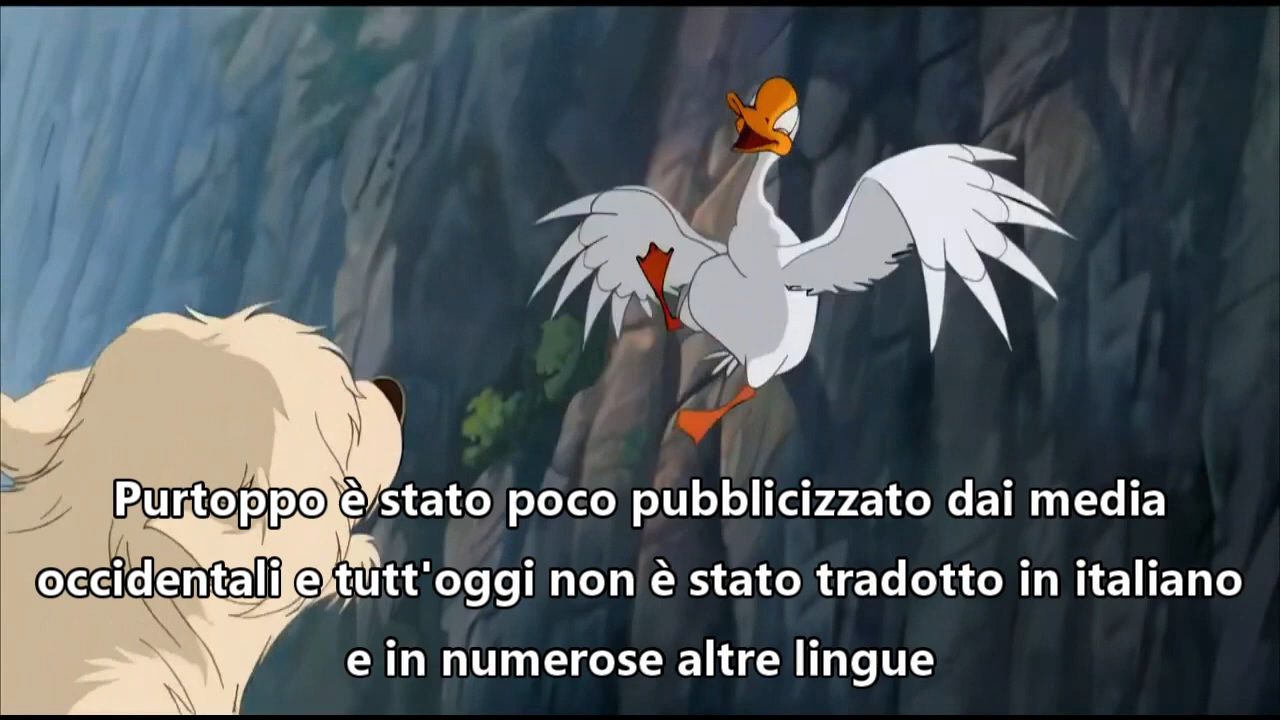 Purtoppo è stato poco pubblicizzato dai media
occidentali e tutt'oggi non è stato tradotto in italiano
e in numerose altre lingue